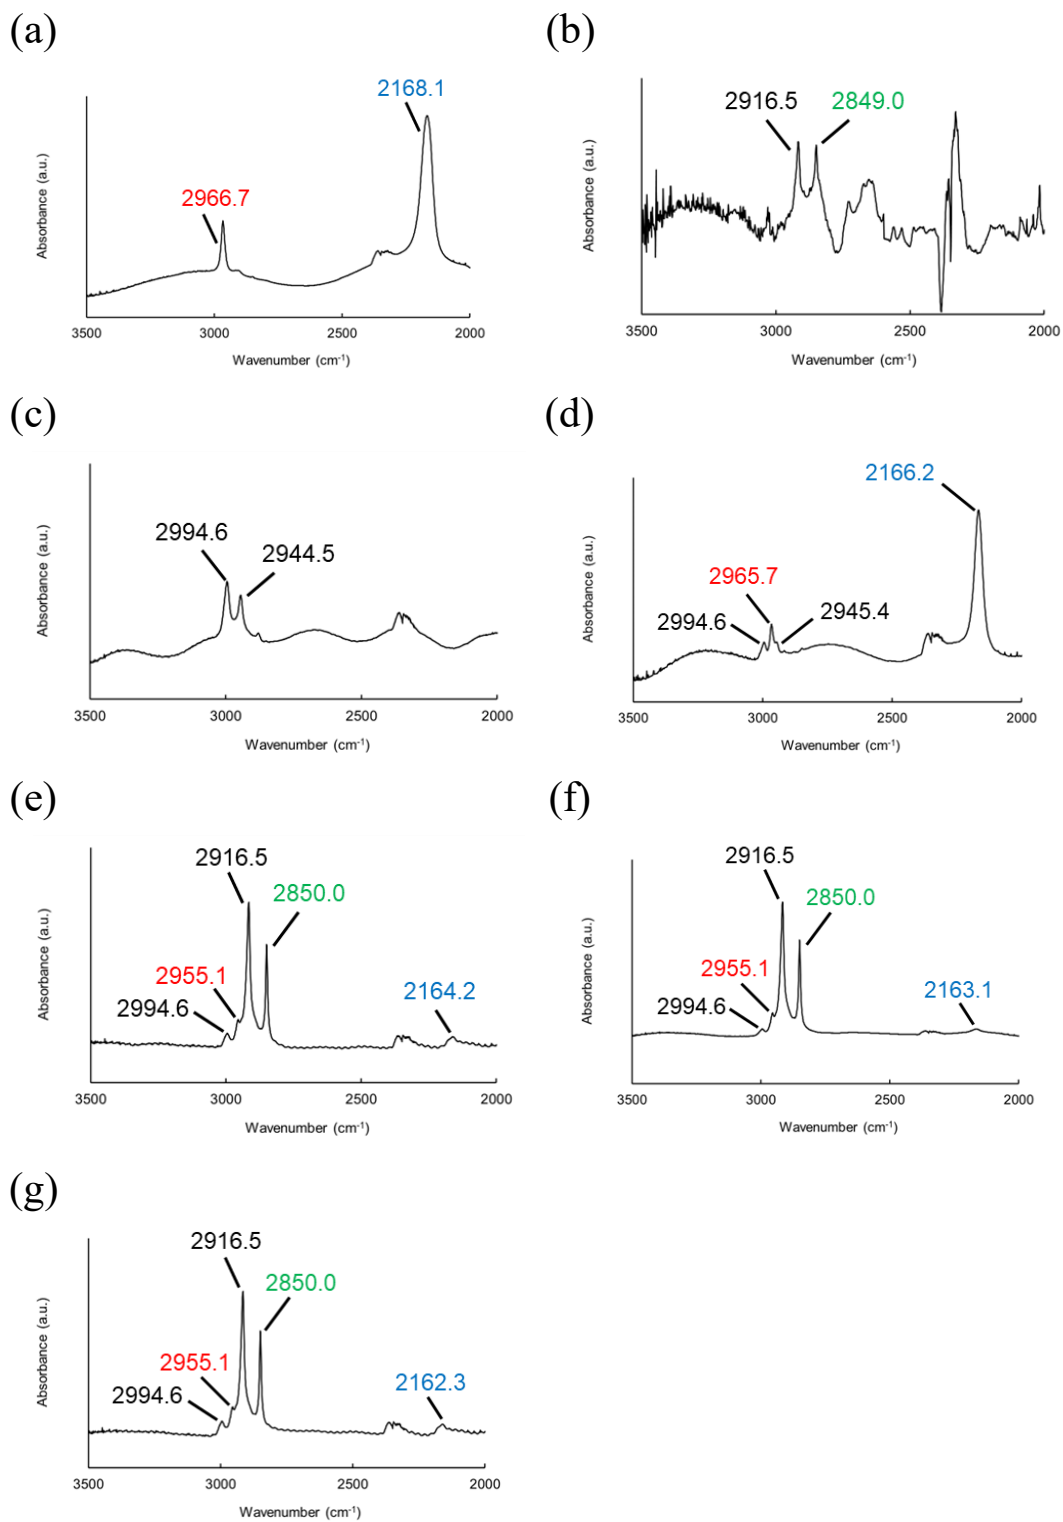 (a)
2168.1
2966.7
Absorbance (a.u.)
3500
3000
2500
2000
Wavenumber (cm⁻¹)
(b)
2916.5
2849.0
Absorbance (a.u.)
3500
3000
2500
2000
Wavenumber (cm⁻¹)
(c)
2994.6
2944.5
Absorbance (a.u.)
3500
3000
2500
2000
Wavenumber (cm⁻¹)
(d)
2166.2
2965.7
2994.6
2945.4
Absorbance (a.u.)
3500
3000
2500
2000
Wavenumber (cm⁻¹)
(e)
2916.5
2850.0
2955.1
2994.6
2164.2
Absorbance (a.u.)
3500
3000
2500
2000
Wavenumber (cm⁻¹)
(f)
2916.5
2850.0
2955.1
2994.6
2163.1
Absorbance (a.u.)
3500
3000
2500
2000
Wavenumber (cm⁻¹)
(g)
2916.5
2850.0
2955.1
2994.6
2162.3
Absorbance (a.u.)
3500
3000
2500
2000
Wavenumber (cm⁻¹)